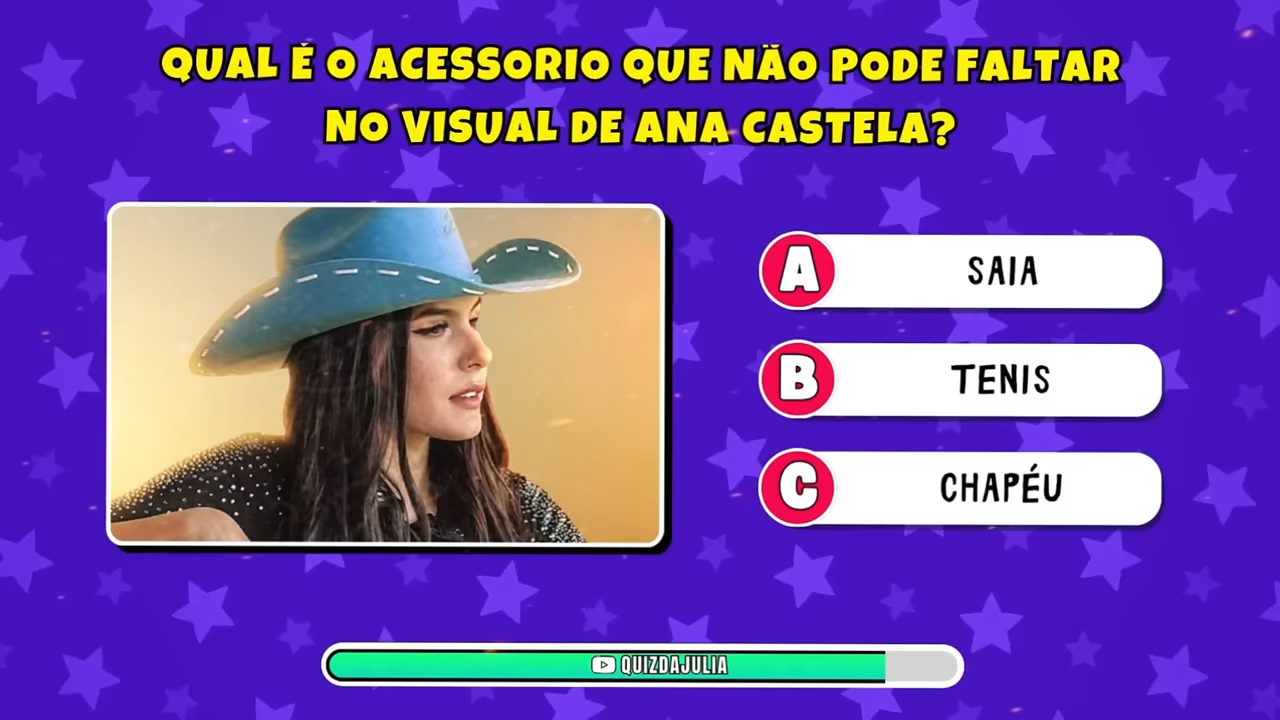 QUAL É O ACESSORIO QUE NÃO PODE FALTAR
NO VISUAL DE ANA CASTELA?
A SAIA
B TENIS
C CHAPÉU
QUIZDAJULIA